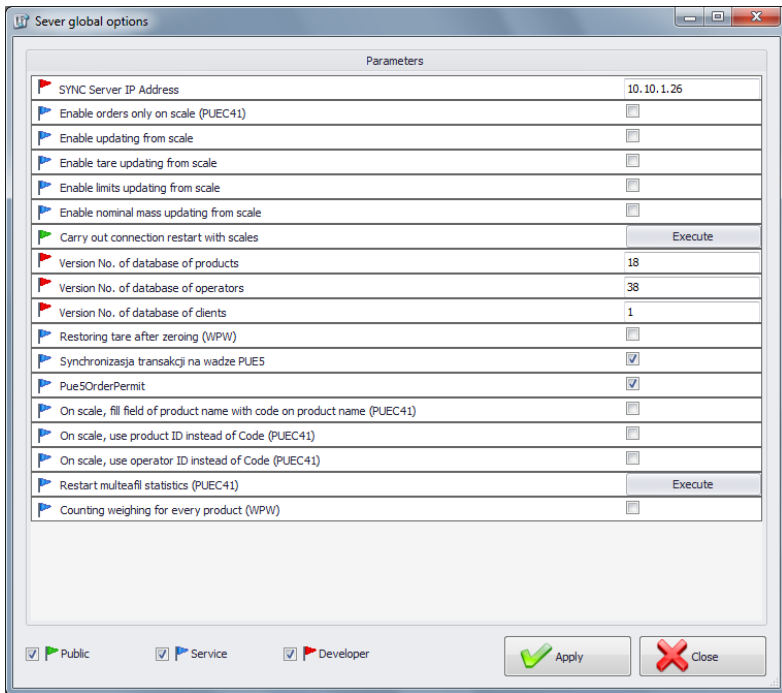 Sever global options
Parameters
SYNC Server IP Address 10.10.1.26
Enable orders only on scale (PUEC41)
Enable updating from scale
Enable tare updating from scale
Enable limits updating from scale
Enable nominal mass updating from scale
Carry out connection restart with scales Execute
Version No. of database of products 18
Version No. of database of operators 38
Version No. of database of clients 1
Restoring tare after zeroing (WPW)
Synchronizasja transakcji na wadze PUE5
Pue5OrderPermit
On scale, fill field of product name with code on product name (PUEC41)
On scale, use product ID instead of Code (PUEC41)
On scale, use operator ID instead of Code (PUEC41)
Restart multeafil statistics (PUEC41) Execute
Counting weighing for every product (WPW)
Public Service Developer Apply Close